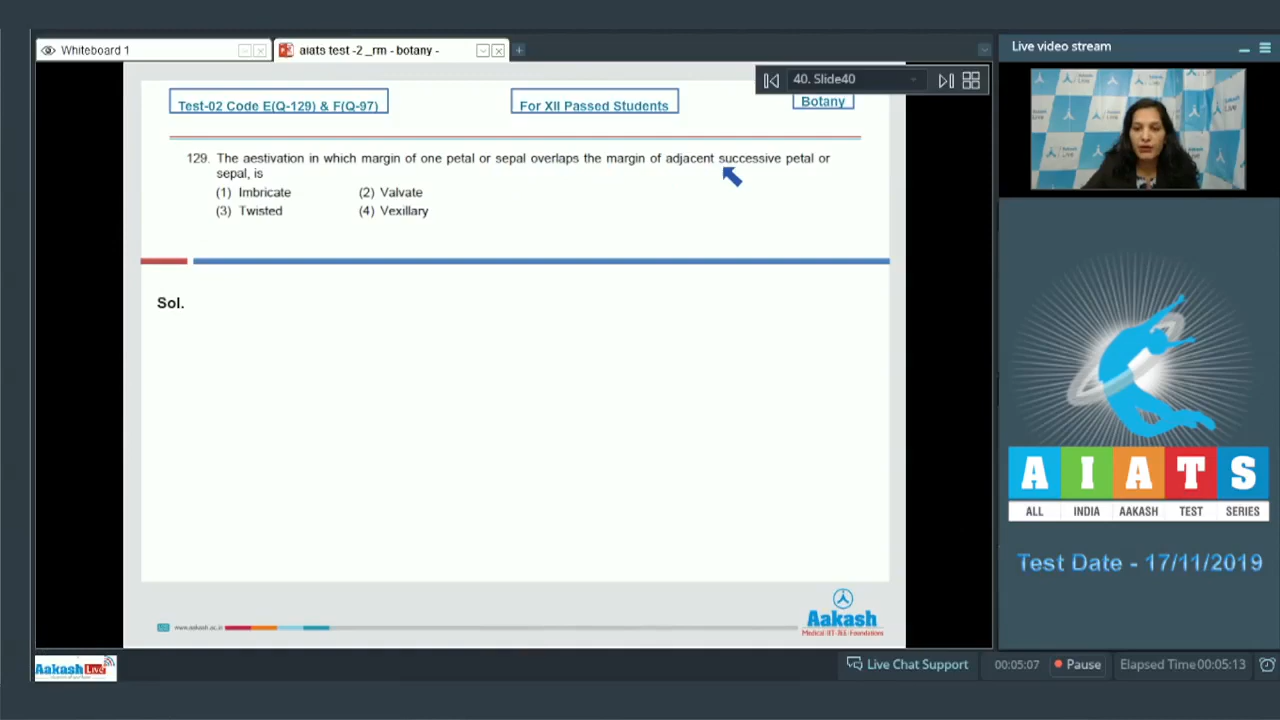 Whiteboard 1
aiats test -2 _rm - botany -
Live video stream
40. Slide40
Test-02 Code E(Q-129) & F(Q-97)
For XII Passed Students
Botany
129. The aestivation in which margin of one petal or sepal overlaps the margin of adjacent successive petal or
sepal, is
(1) Imbricate (2) Valvate
(3) Twisted (4) Vexillary
Sol.
A I A T S
ALL INDIA AAKASH TEST SERIES
Test Date - 17/11/2019
www.aakash.ac.in
Aakash
Medical|IIT-JEE|Foundations
Aakash Live
Live Chat Support
00:05:07
Pause
Elapsed Time 00:05:13